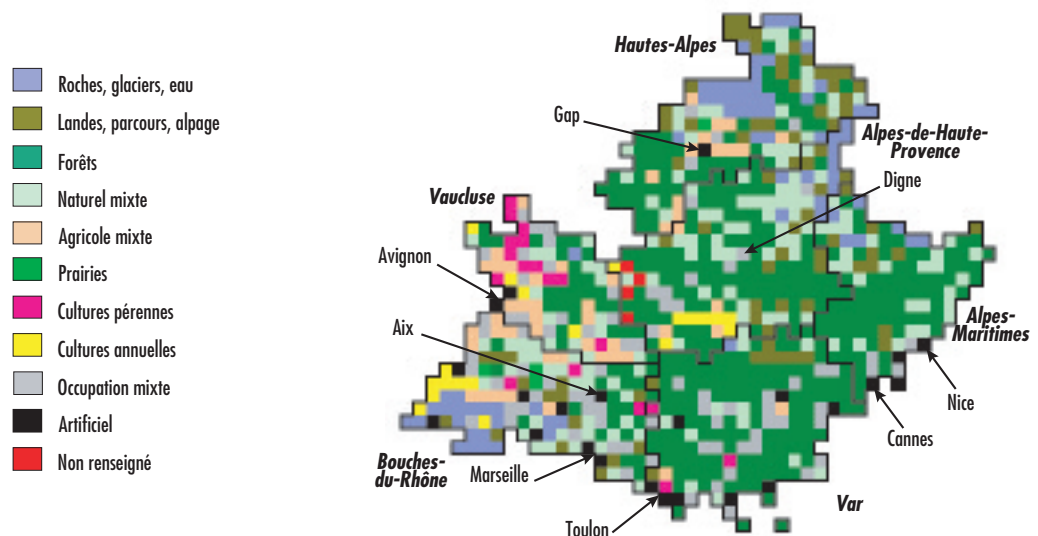 Roches, glaciers, eau
Landes, parcours, alpage
Forêts
Naturel mixte
Agricole mixte
Prairies
Cultures pérennes
Cultures annuelles
Occupation mixte
Artificiel
Non renseigné
Hautes-Alpes
Gap
Alpes-de-Haute-
Provence
Digne
Vaucluse
Avignon
Aix
Alpes-
Maritimes
Nice
Cannes
Bouches-
du-Rhône
Marseille
Var
Toulon